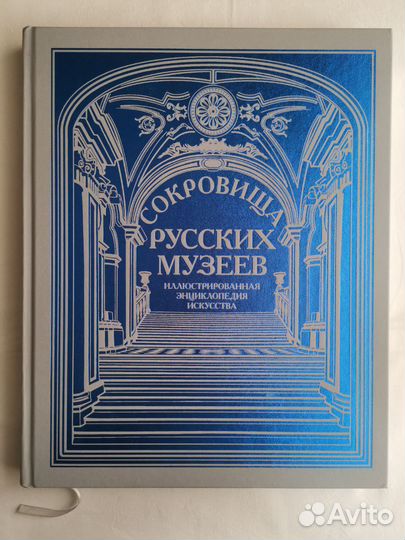 СОКРОВИЩА
РУССКИХ
МУЗЕЕВ
ИЛЛЮСТРИРОВАННАЯ
ЭНЦИКЛОПЕДИЯ
ИСКУССТВА
Avito